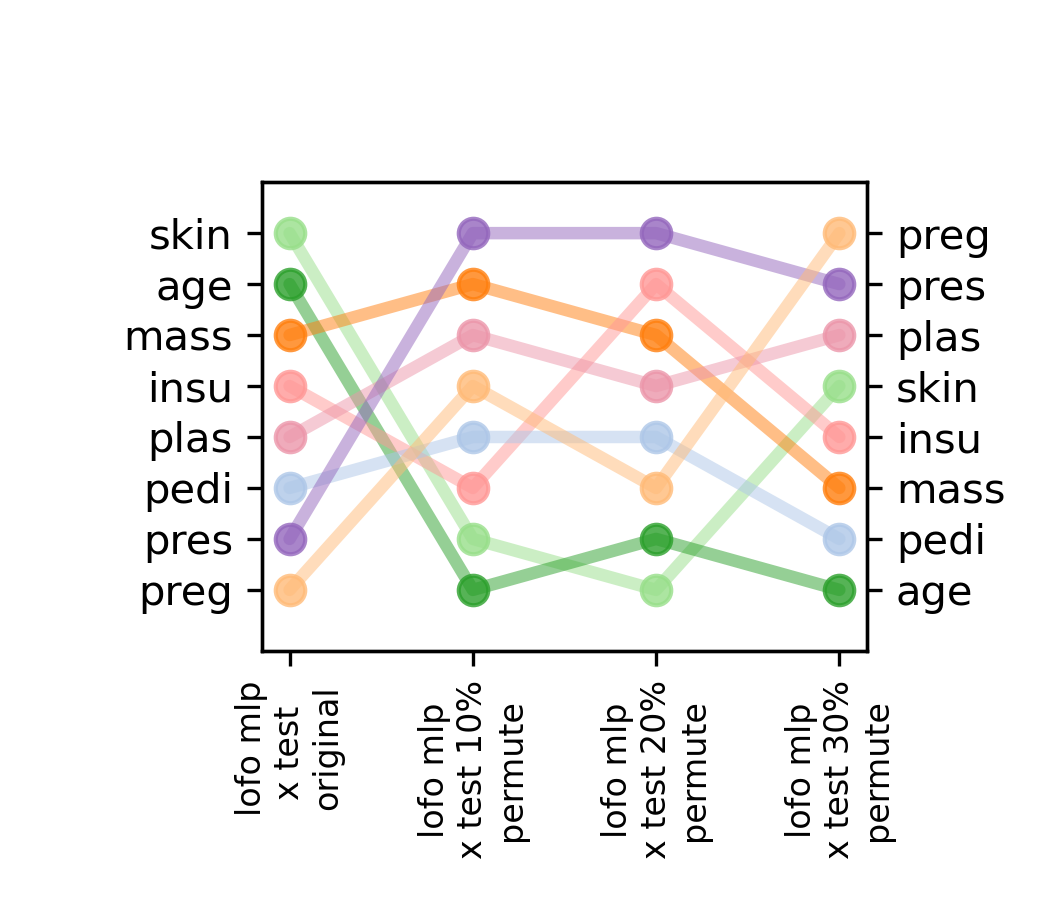 skin
age
mass
insu
plas
pedi
pres
preg
preg
pres
plas
skin
insu
mass
pedi
age
lofo mlp
x test
original
lofo mlp
x test 10%
permute
lofo mlp
x test 20%
permute
lofo mlp
x test 30%
permute